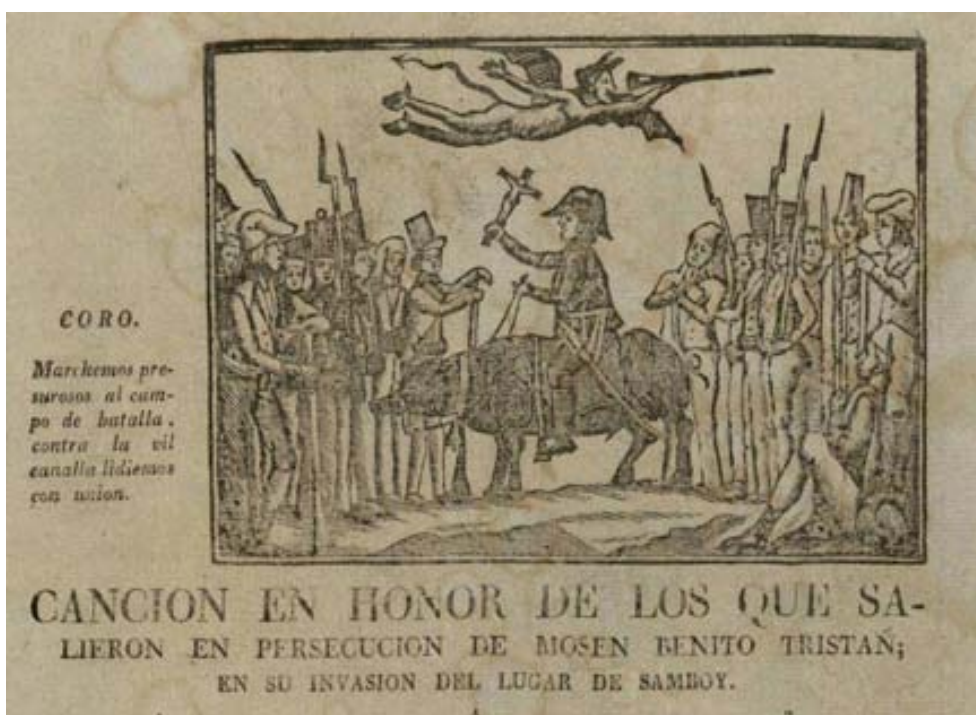 CORO.
Marchemos pre-
surosos al cam-
po de batalla,
contra la vil
canalla lidiemos
con union.
CANCION EN HONOR DE LOS QUE SA-
LIERON EN PERSECUCION DE MOSEN BENITO TRISTAÑ;
EN SU INVASION DEL LUGAR DE SAMBOY.